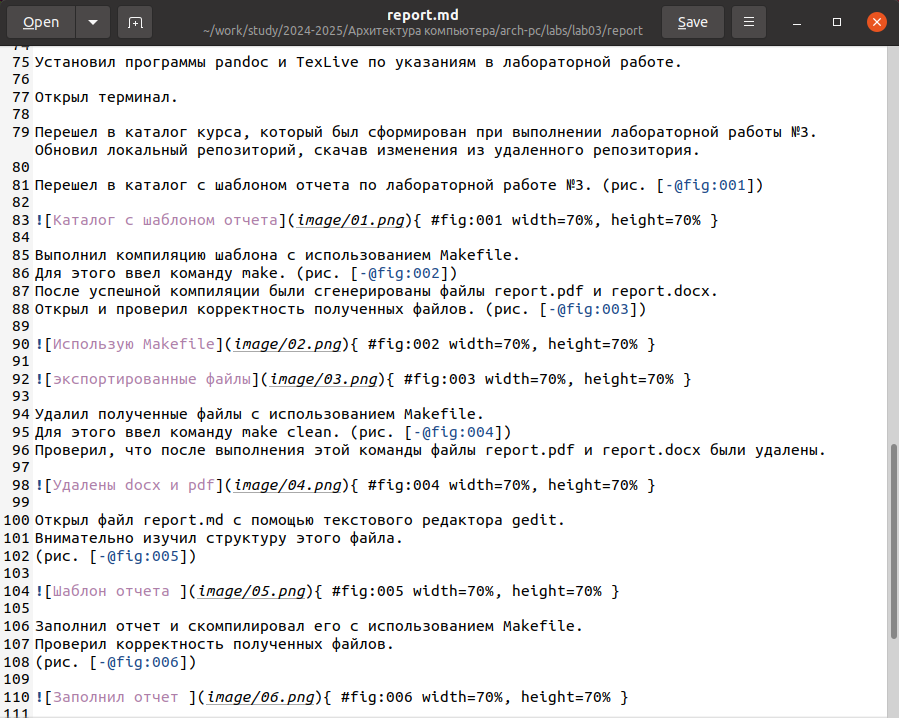 Open
report.md
~/work/study/2024-2025/Архитектура компьютера/arch-pc/labs/lab03/report
Save
74
75 Установил программы pandoc и TexLive по указаниям в лабораторной работе.
76
77 Открыл терминал.
78
79 Перешел в каталог курса, который был сформирован при выполнении лабораторной работы №3.
Обновил локальный репозиторий, скачав изменения из удаленного репозитория.
80
81 Перешел в каталог с шаблоном отчета по лабораторной работе №3. (рис. [-@fig:001])
82
83 ![Каталог с шаблоном отчета](image/01.png){ #fig:001 width=70%, height=70% }
84
85 Выполнил компиляцию шаблона с использованием Makefile.
86 Для этого ввел команду make. (рис. [-@fig:002])
87 После успешной компиляции были сгенерированы файлы report.pdf и report.docx.
88 Открыл и проверил корректность полученных файлов. (рис. [-@fig:003])
89
90 ![Использую Makefile](image/02.png){ #fig:002 width=70%, height=70% }
91
92 ![экспортированные файлы](image/03.png){ #fig:003 width=70%, height=70% }
93
94 Удалил полученные файлы с использованием Makefile.
95 Для этого ввел команду make clean. (рис. [-@fig:004])
96 Проверил, что после выполнения этой команды файлы report.pdf и report.docx были удалены.
97
98 ![Удалены docx и pdf](image/04.png){ #fig:004 width=70%, height=70% }
99
100 Открыл файл report.md c помощью текстового редактора gedit.
101 Внимательно изучил структуру этого файла.
102 (рис. [-@fig:005])
103
104 ![Шаблон отчета ](image/05.png){ #fig:005 width=70%, height=70% }
105
106 Заполнил отчет и скомпилировал его с использованием Makefile.
107 Проверил корректность полученных файлов.
108 (рис. [-@fig:006])
109
110 ![Заполнил отчет ](image/06.png){ #fig:006 width=70%, height=70% }
111